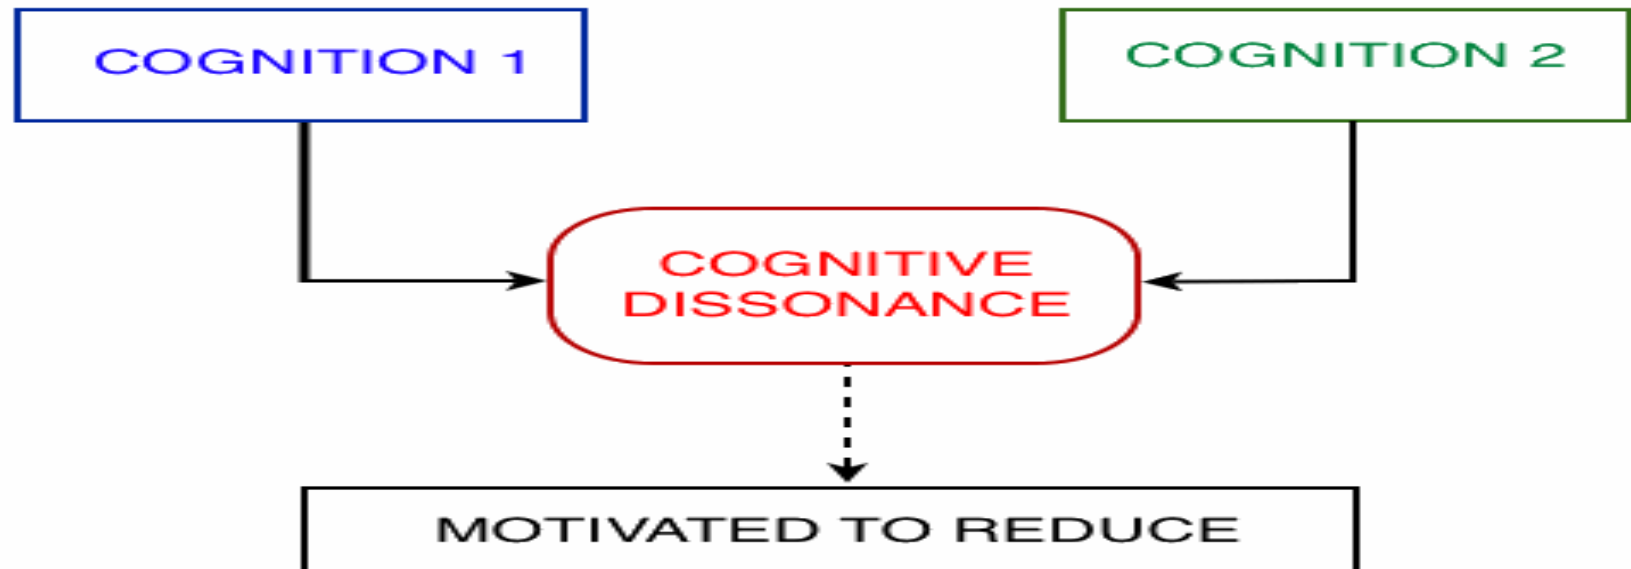 COGNITION 1
COGNITION 2
COGNITIVE
DISSONANCE
MOTIVATED TO REDUCE